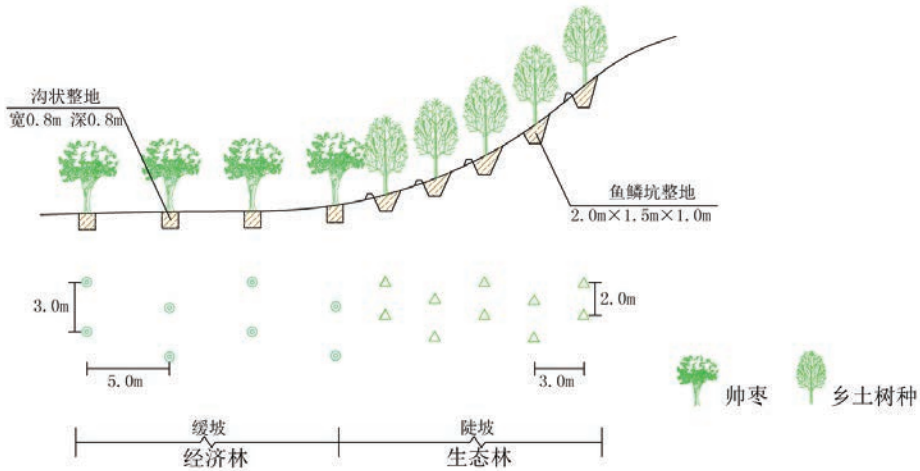 沟状整地
宽0.8m 深0.8m
鱼鳞坑整地
2.0m×1.5m×1.0m
3.0m
2.0m
5.0m
3.0m
帅枣
乡土树种
缓坡
陡坡
经济林
生态林